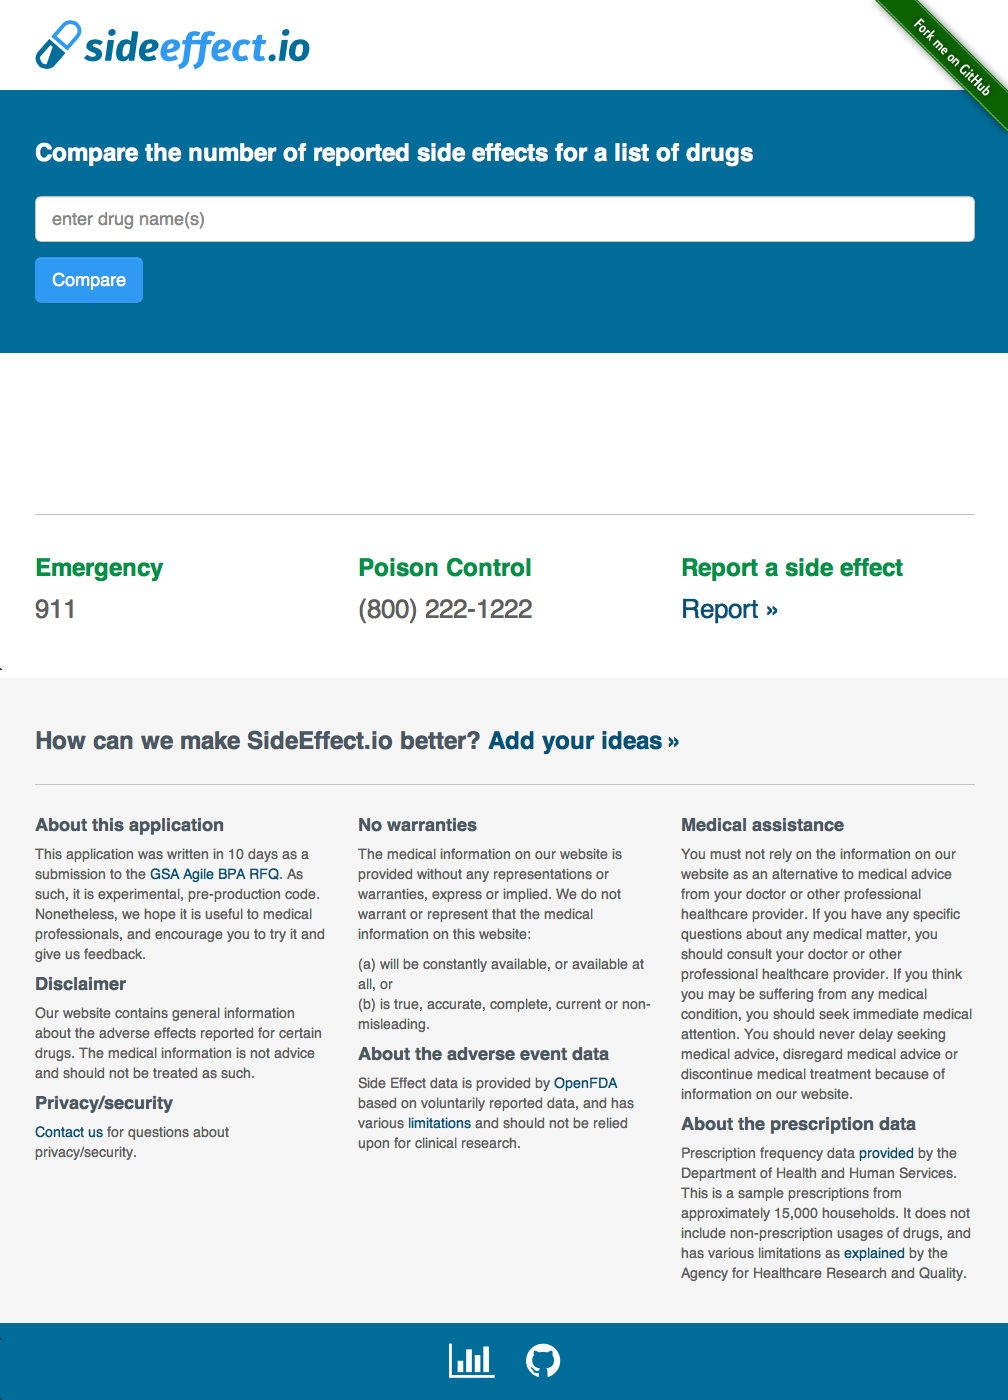 sideeffect.io
Fork me on GitHub
Compare the number of reported side effects for a list of drugs
enter drug name(s)
Compare
Emergency
911
Poison Control
(800) 222-1222
Report a side effect
Report »
How can we make SideEffect.io better? Add your ideas »
About this application
This application was written in 10 days as a
submission to the GSA Agile BPA RFQ. As
such, it is experimental, pre-production code.
Nonetheless, we hope it is useful to medical
professionals, and encourage you to try it and
give us feedback.
Disclaimer
Our website contains general information
about the adverse effects reported for certain
drugs. The medical information is not advice
and should not be treated as such.
Privacy/security
Contact us for questions about
privacy/security.
No warranties
The medical information on our website is
provided without any representations or
warranties, express or implied. We do not
warrant or represent that the medical
information on this website:
(a) will be constantly available, or available at
all, or
(b) is true, accurate, complete, current or non-
misleading.
About the adverse event data
Side Effect data is provided by OpenFDA
based on voluntarily reported data, and has
various limitations and should not be relied
upon for clinical research.
Medical assistance
You must not rely on the information on our
website as an alternative to medical advice
from your doctor or other professional
healthcare provider. If you have any specific
questions about any medical matter, you
should consult your doctor or other
professional healthcare provider. If you think
you may be suffering from any medical
condition, you should seek immediate medical
attention. You should never delay seeking
medical advice, disregard medical advice or
discontinue medical treatment because of
information on our website.
About the prescription data
Prescription frequency data provided by the
Department of Health and Human Services.
This is a sample prescriptions from
approximately 15,000 households. It does not
include non-prescription usages of drugs, and
has various limitations as explained by the
Agency for Healthcare Research and Quality.